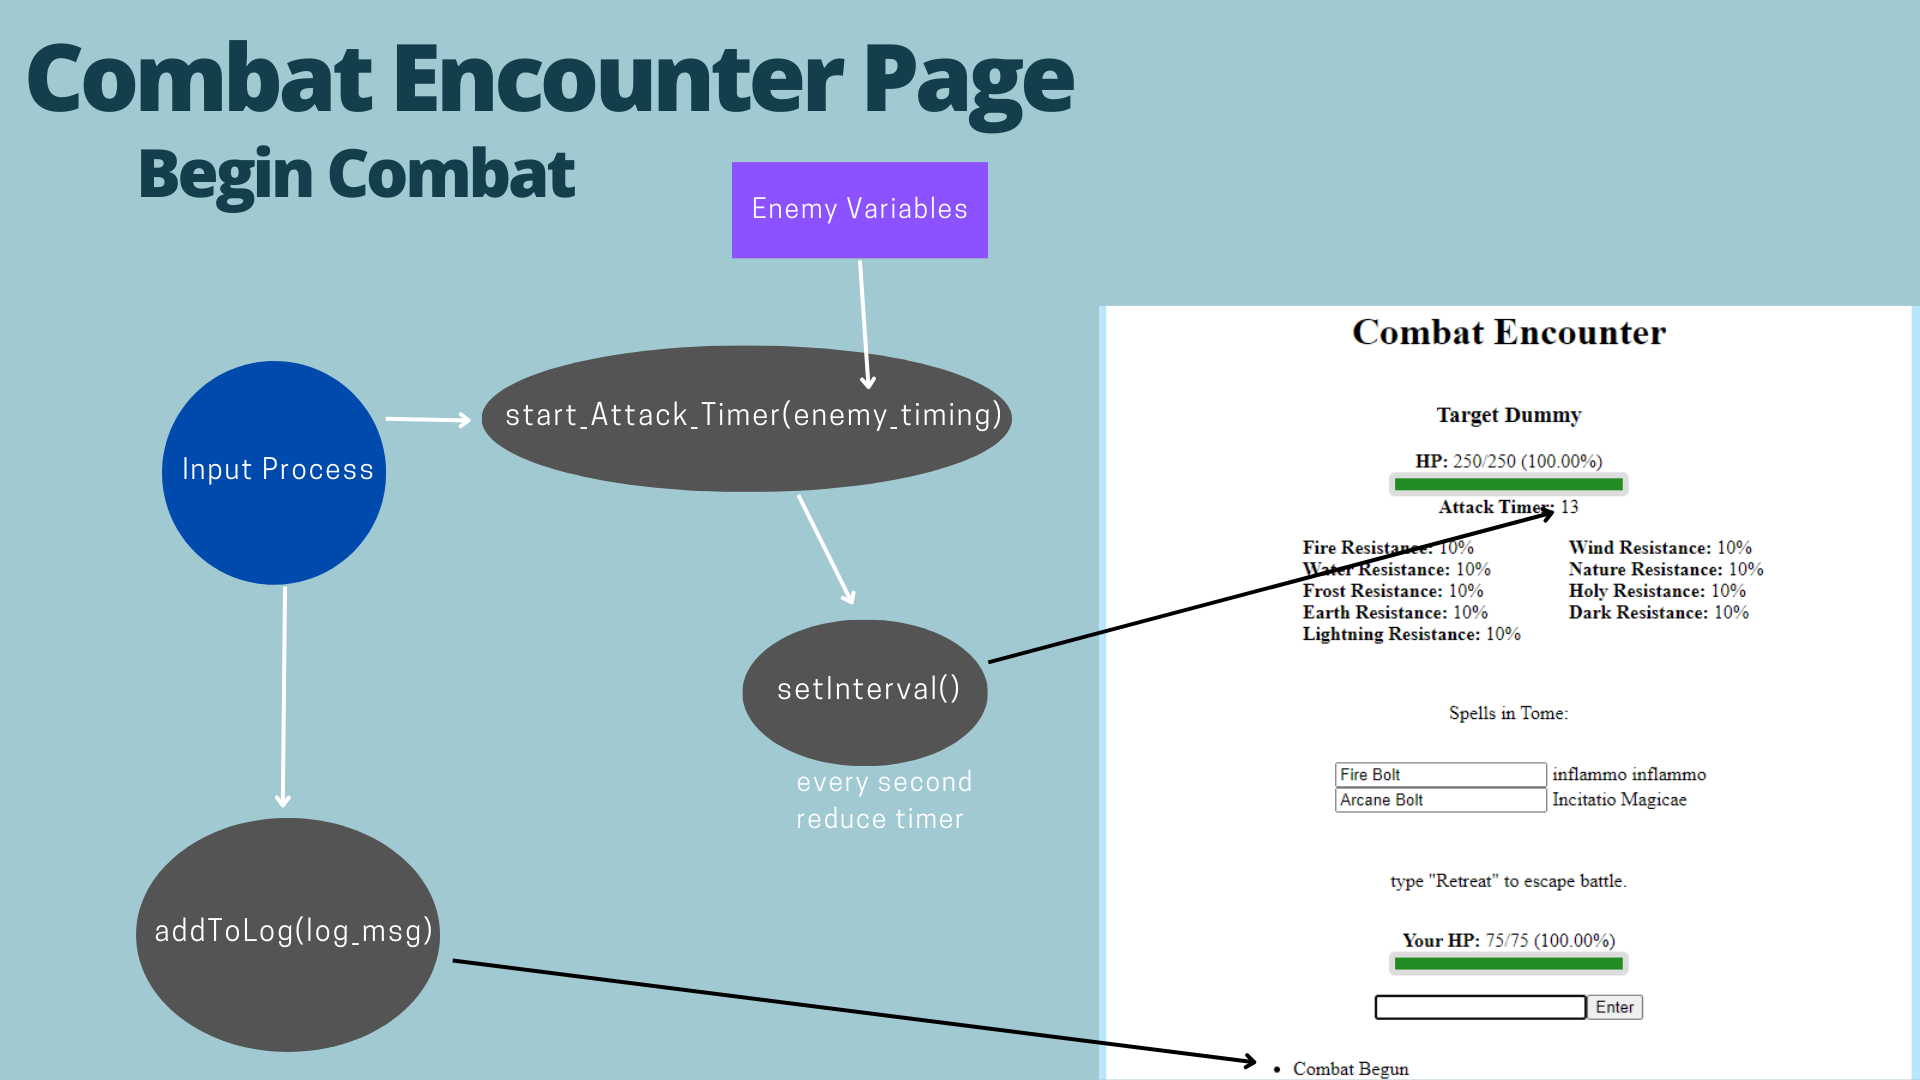 Combat Encounter Page
Begin Combat
Enemy Variables
start_Attack_Timer(enemy_timing)
Input Process
setInterval()
every second
reduce timer
addToLog(log_msg)
Combat Encounter
Target Dummy
HP: 250/250 (100.00%)
Attack Timer: 13
Fire Resistance: 10%
Water Resistance: 10%
Frost Resistance: 10%
Earth Resistance: 10%
Lightning Resistance: 10%
Wind Resistance: 10%
Nature Resistance: 10%
Holy Resistance: 10%
Dark Resistance: 10%
Spells in Tome:
Fire Bolt inflammo inflammo
Arcane Bolt Incitatio Magicae
type "Retreat" to escape battle.
Your HP: 75/75 (100.00%)
Enter
• Combat Begun